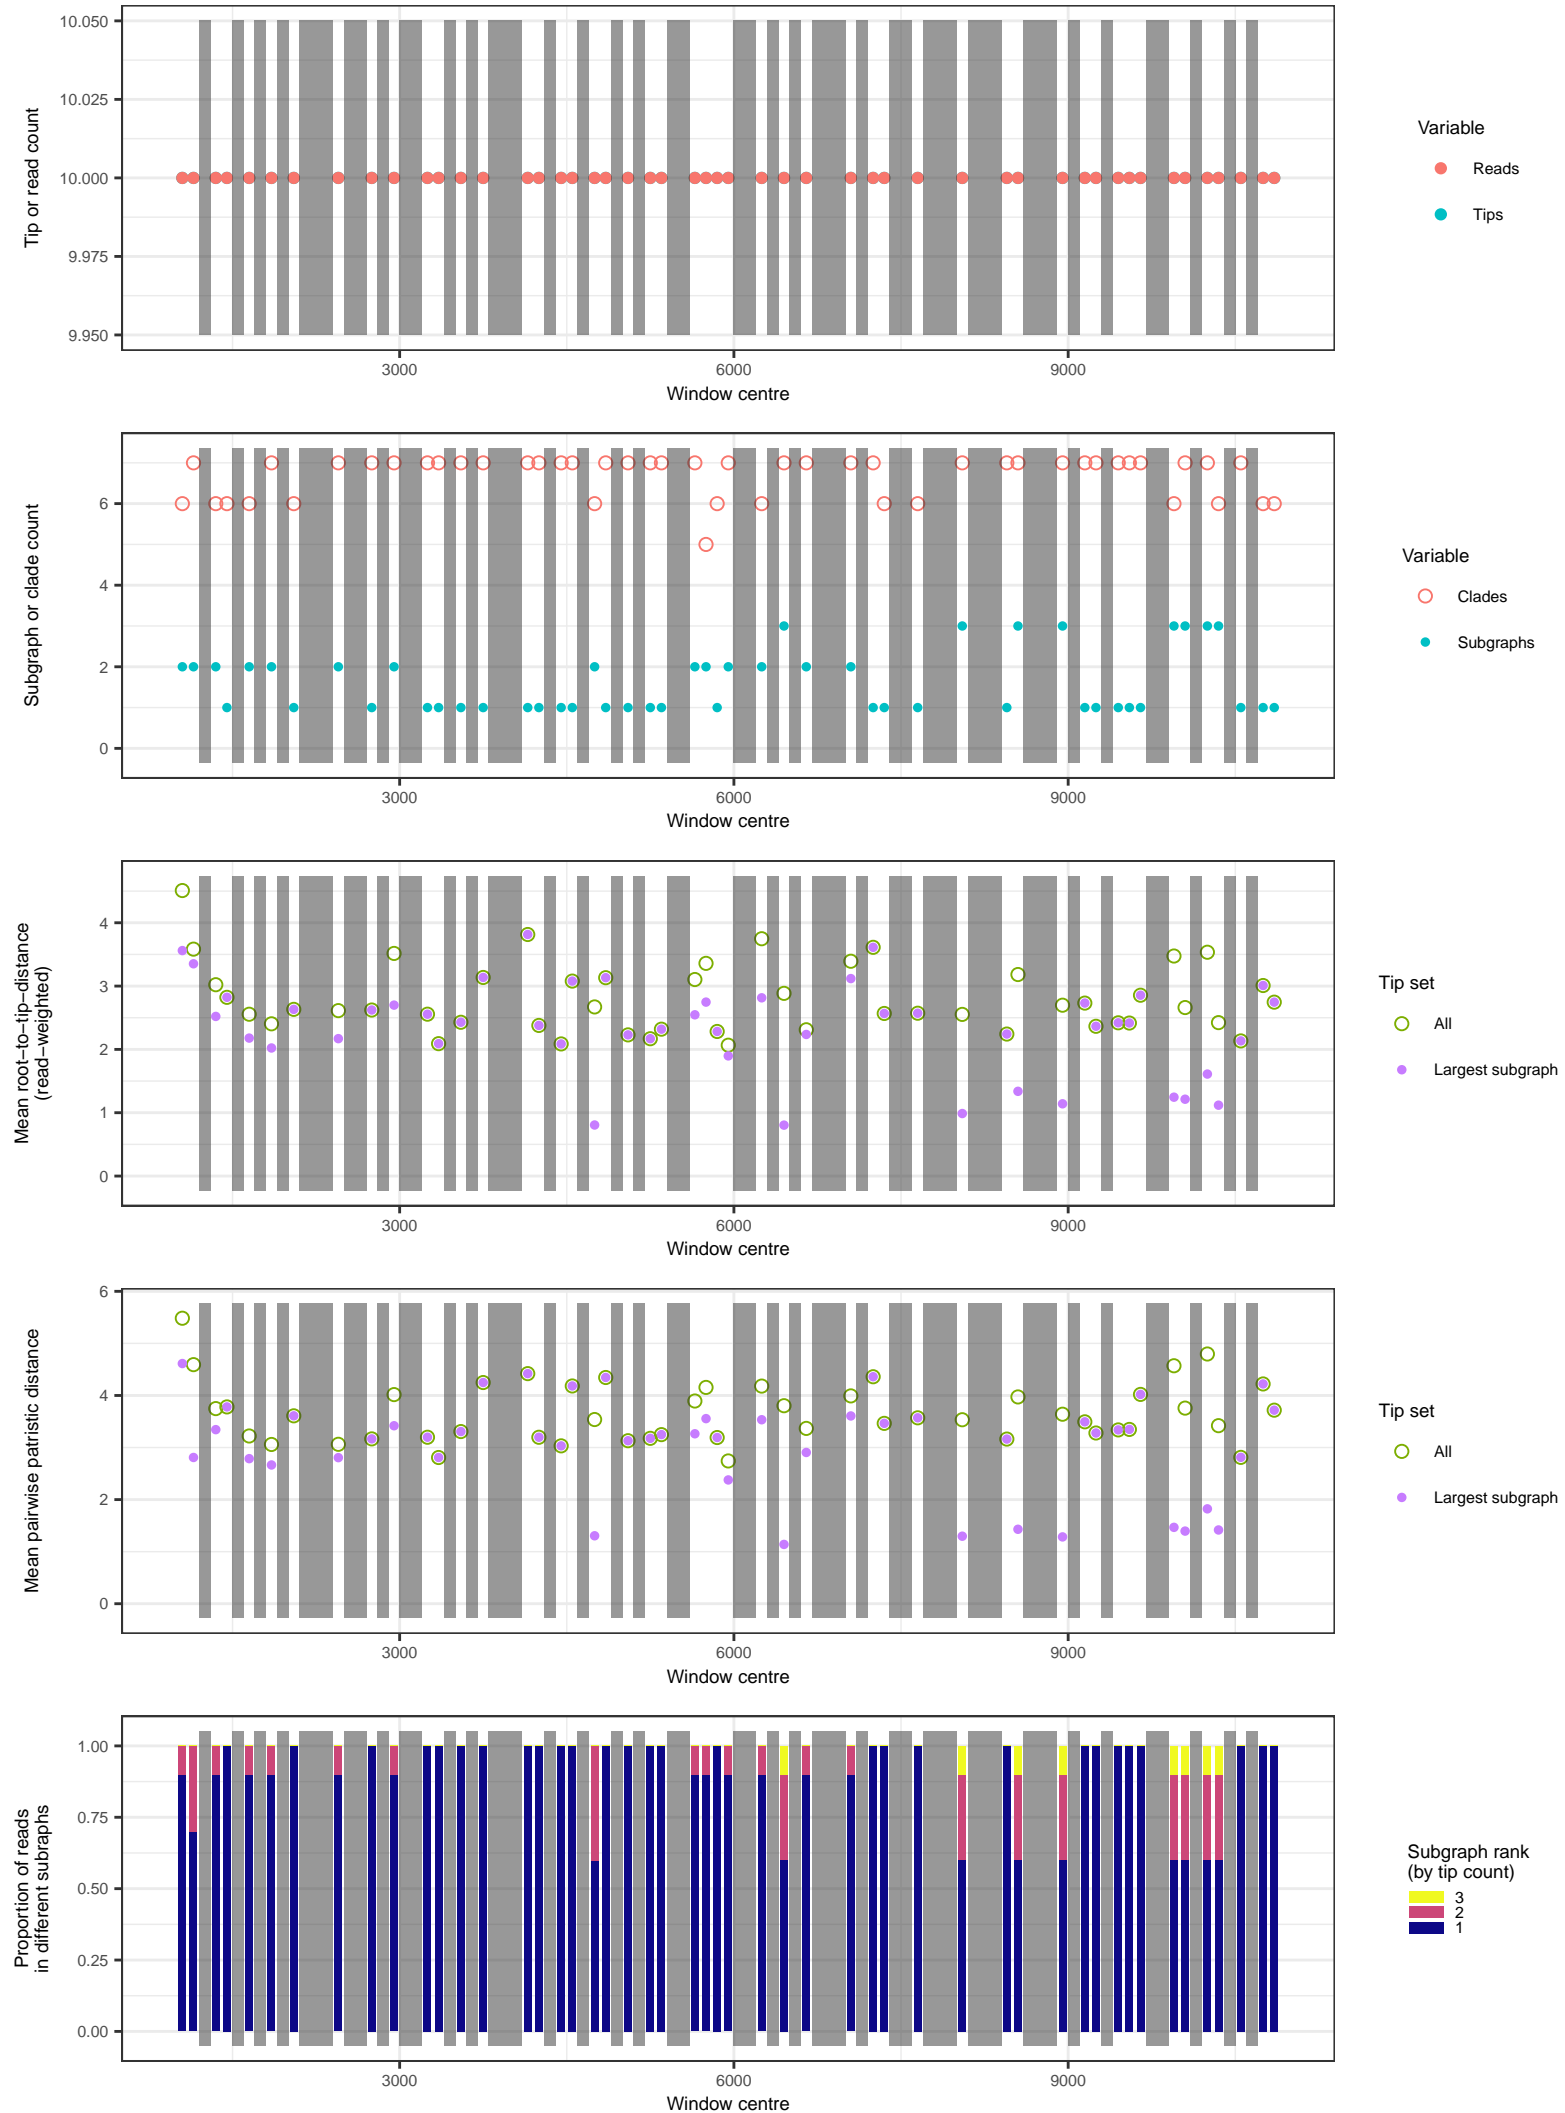 10.050
10.025
10.000
9.975
9.950
Tip or read count
3000
6000
9000
Window centre
Variable
Reads
Tips
6
4
2
0
Subgraph or clade count
3000
6000
9000
Window centre
Variable
Clades
Subgraphs
4
3
2
1
0
Mean root−to−tip−distance
(read−weighted)
3000
6000
9000
Window centre
Tip set
All
Largest subgraph
6
4
2
0
Mean pairwise patristic distance
3000
6000
9000
Window centre
Tip set
All
Largest subgraph
1.00
0.75
0.50
0.25
0.00
Proportion of reads
in different subraphs
3000
6000
9000
Window centre
Subgraph rank
(by tip count)
3
2
1